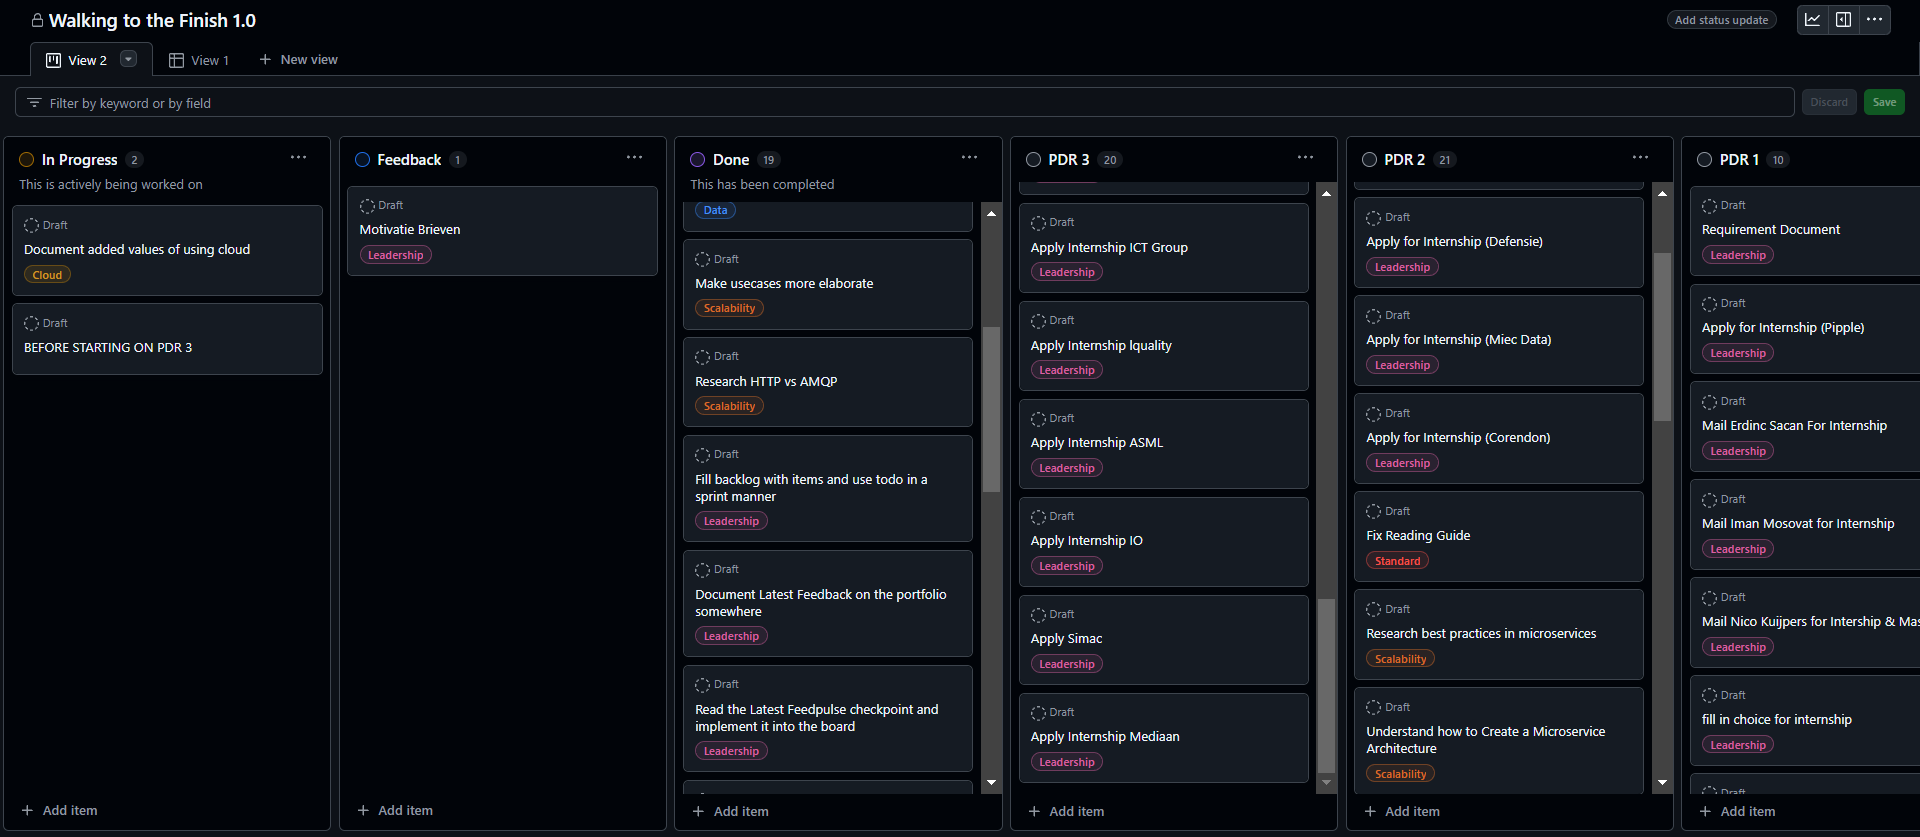 Walking to the Finish 1.0
Add status update
View 2
View 1
New view
Filter by keyword or by field
Discard
Save
In Progress 2
This is actively being worked on
Draft
Document added values of using cloud
Cloud
Draft
BEFORE STARTING ON PDR 3
Add item
Feedback 1
Draft
Motivatie Brieven
Leadership
Add item
Done 19
This has been completed
Data
Draft
Make usecases more elaborate
Scalability
Draft
Research HTTP vs AMQP
Scalability
Draft
Fill backlog with items and use todo in a
sprint manner
Leadership
Draft
Document Latest Feedback on the portfolio
somewhere
Leadership
Draft
Read the Latest Feedpulse checkpoint and
implement it into the board
Leadership
Add item
PDR 3 20
Draft
Apply Internship ICT Group
Leadership
Draft
Apply Internship Iquality
Leadership
Draft
Apply Internship ASML
Leadership
Draft
Apply Internship IO
Leadership
Draft
Apply Simac
Leadership
Draft
Apply Internship Mediaan
Leadership
Add item
PDR 2 21
Draft
Apply for Internship (Defensie)
Leadership
Draft
Apply for Internship (Miec Data)
Leadership
Draft
Apply for Internship (Corendon)
Leadership
Draft
Fix Reading Guide
Standard
Draft
Research best practices in microservices
Scalability
Draft
Understand how to Create a Microservice
Architecture
Scalability
Add item
PDR 1 10
Draft
Requirement Document
Leadership
Draft
Apply for Internship (Pipple)
Leadership
Draft
Mail Erdinc Sacan For Internship
Leadership
Draft
Mail Iman Mosovat for Internship
Leadership
Draft
Mail Nico Kuijpers for Intership & Mas
Leadership
Draft
fill in choice for internship
Leadership
Draft
Add item